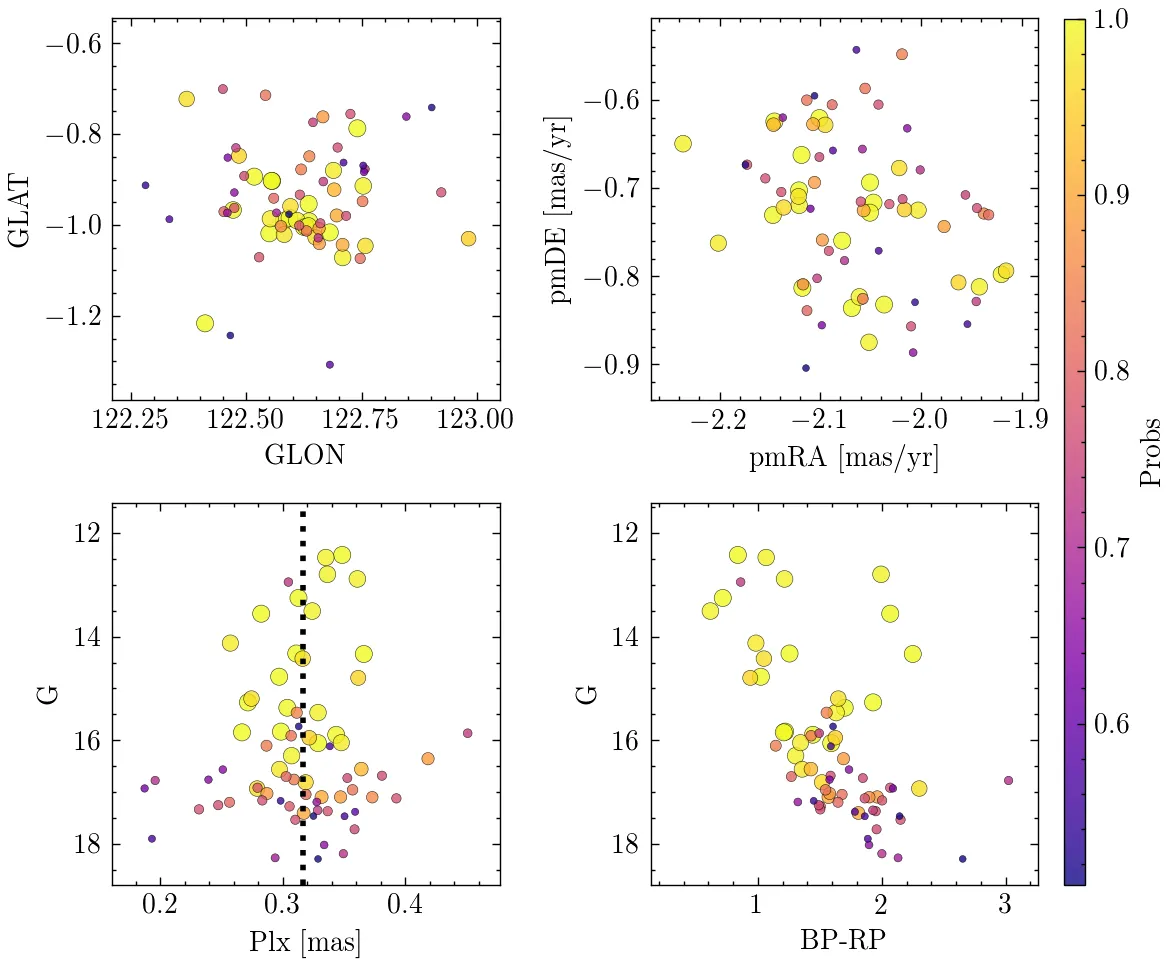 −0.6
−0.8
−1.0
−1.2
GLAT
122.25 122.50 122.75 123.00
GLON
−0.6
−0.7
−0.8
−0.9
pmDE [mas/yr]
−2.2 −2.1 −2.0 −1.9
pmRA [mas/yr]
1.0
0.9
0.8
0.7
0.6
Probs
12
14
16
18
G
0.2 0.3 0.4
Plx [mas]
12
14
16
18
G
1 2 3
BP-RP